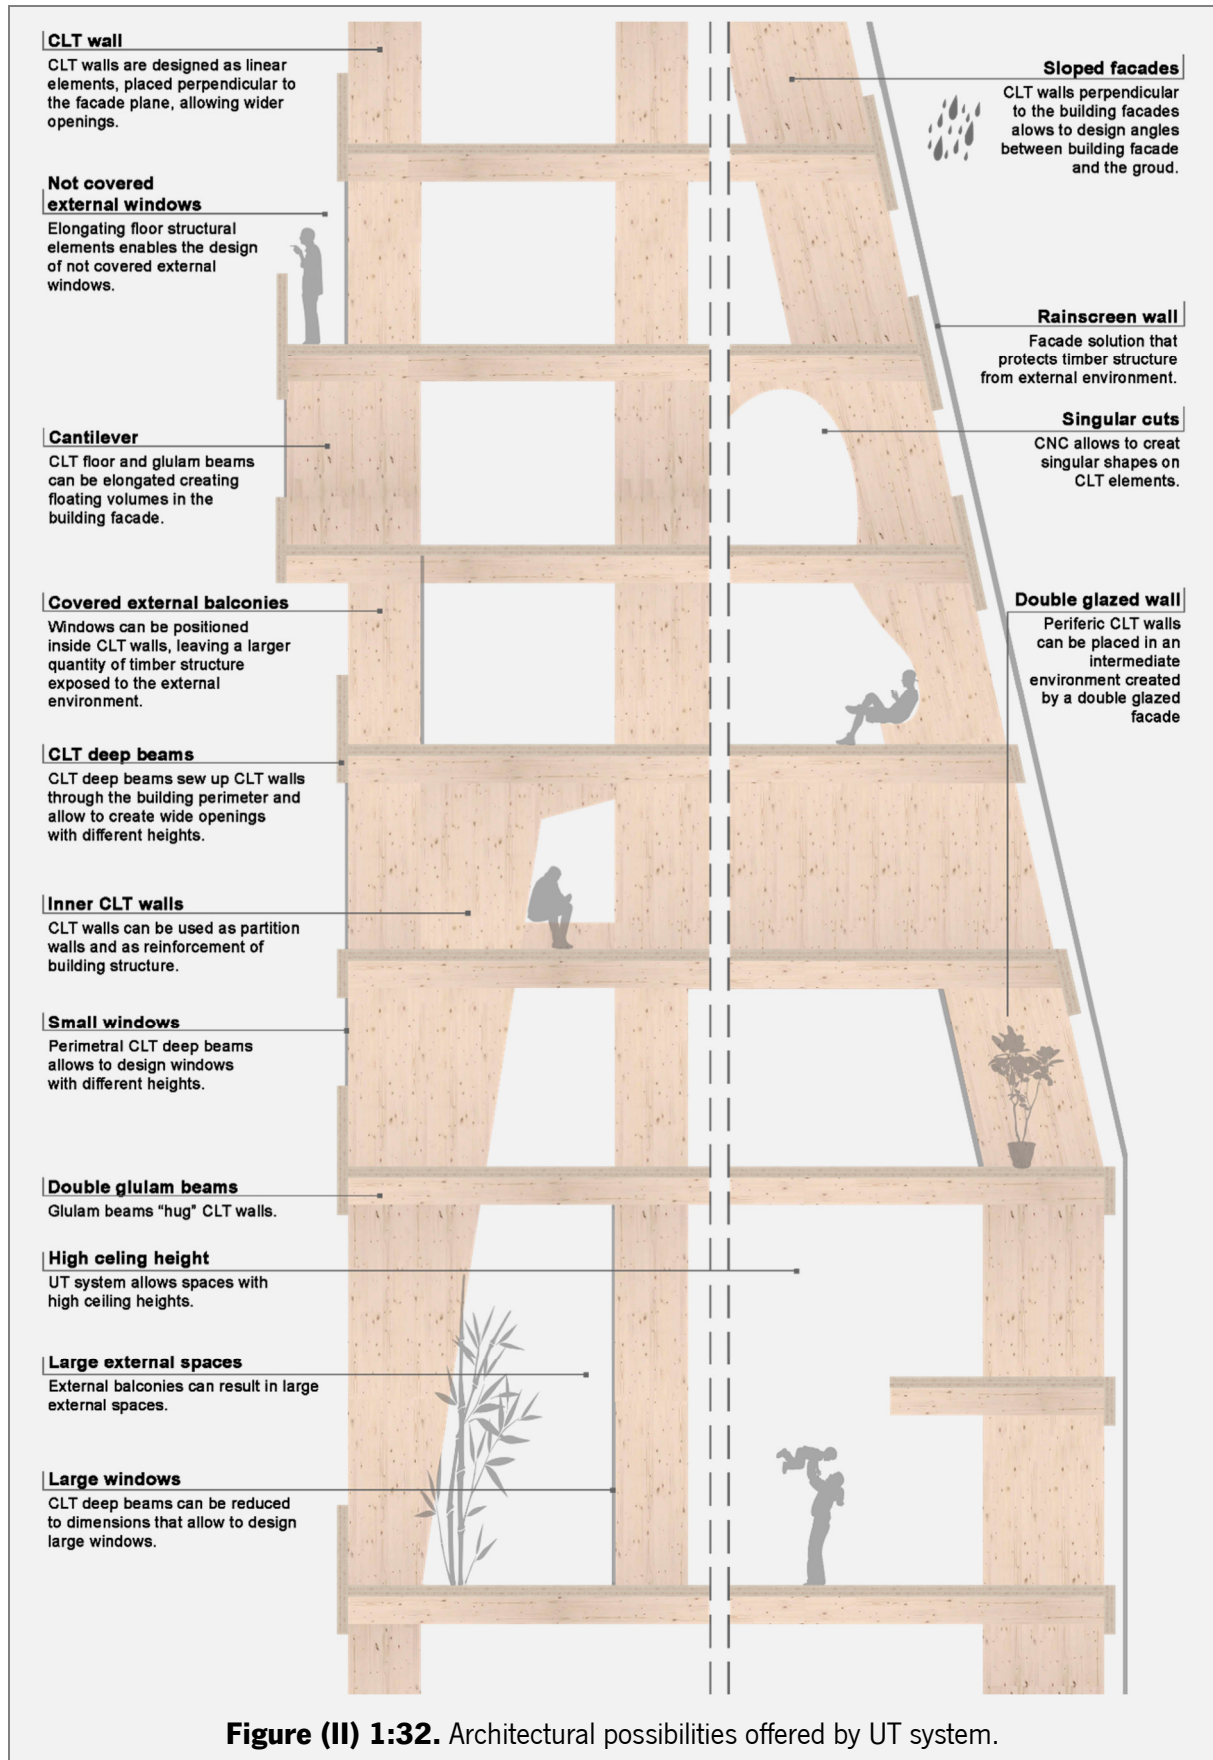 CLT wall
CLT walls are designed as linear
elements, placed perpendicular to
the facade plane, allowing wider
openings.
Not covered
external windows
Elongating floor structural
elements enables the design
of not covered external
windows.
Cantilever
CLT floor and glulam beams
can be elongated creating
floating volumes in the
building facade.
Covered external balconies
Windows can be positioned
inside CLT walls, leaving a larger
quantity of timber structure
exposed to the external
environment.
CLT deep beams
CLT deep beams sew up CLT walls
through the building perimeter and
allow to create wide openings
with different heights.
Inner CLT walls
CLT walls can be used as partition
walls and as reinforcement of
building structure.
Small windows
Perimetral CLT deep beams
allows to design windows
with different heights.
Double glulam beams
Glulam beams “hug” CLT walls.
High celing height
UT system allows spaces with
high ceiling heights.
Large external spaces
External balconies can result in large
external spaces.
Large windows
CLT deep beams can be reduced
to dimensions that allow to design
large windows.
Sloped facades
CLT walls perpendicular
to the building facades
alows to design angles
between building facade
and the groud.
Rainscreen wall
Facade solution that
protects timber structure
from external environment.
Singular cuts
CNC allows to creat
singular shapes on
CLT elements.
Double glazed wall
Periferic CLT walls
can be placed in an
intermediate
environment created
by a double glazed
facade
Figure (II) 1:32. Architectural possibilities offered by UT system.